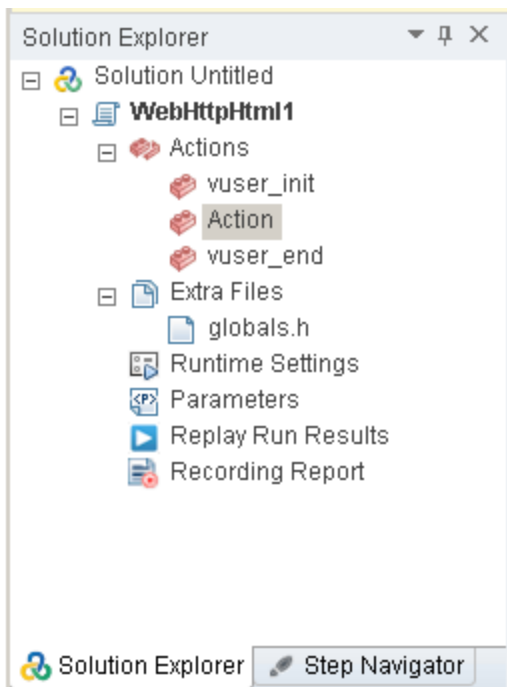 Solution Explorer
Solution Untitled
WebHttpHtml1
Actions
vuser_init
Action
vuser_end
Extra Files
globals.h
Runtime Settings
<P>
Parameters
Replay Run Results
Recording Report
Solution Explorer
Step Navigator